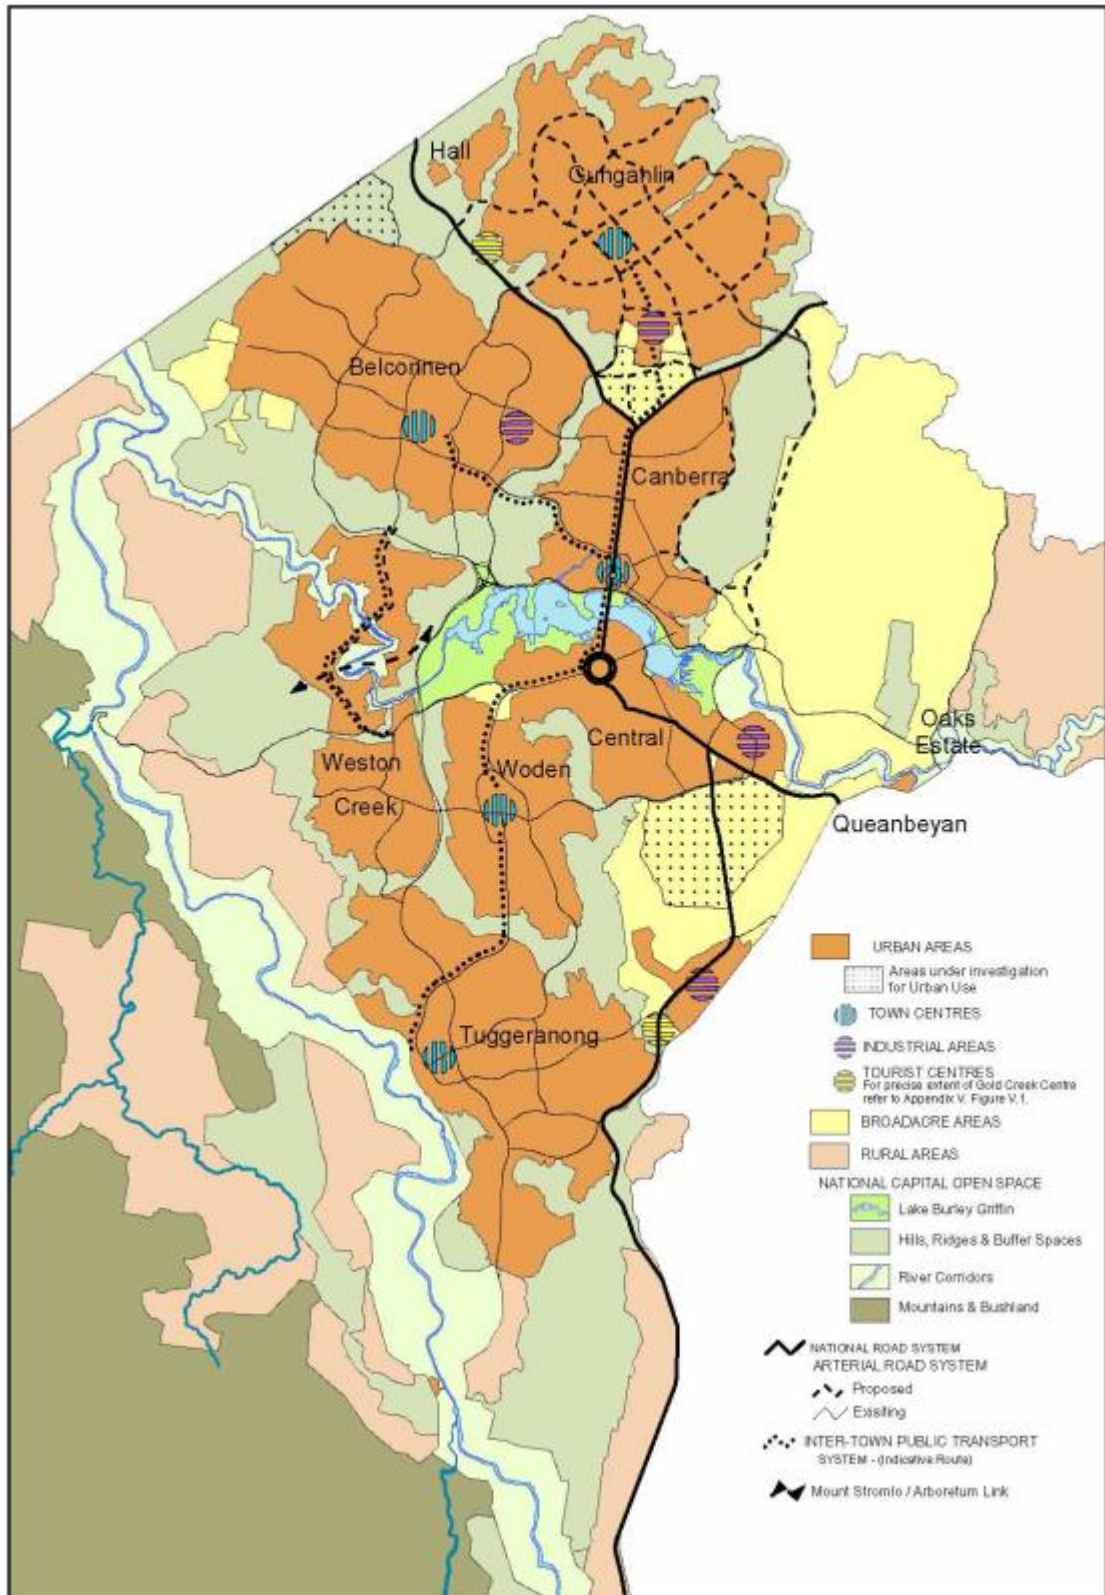 Hall
Gungahlin
Belconnen
Canberra
Oaks
Estate
Central
Weston
Creek
Woden
Queanbeyan
Tuggeranong
URBAN AREAS
Areas under investigation
for Urban Use
TOWN CENTRES
INDUSTRIAL AREAS
TOURIST CENTRES
For precise extent of Gold Creek Centre
refer to Appendix V. Figure V.1.
BROADACRE AREAS
RURAL AREAS
NATIONAL CAPITAL OPEN SPACE
Lake Burley Griffin
Hills, Ridges & Buffer Spaces
River Corridors
Mountains & Bushland
NATIONAL ROAD SYSTEM
ARTERIAL ROAD SYSTEM
Proposed
Exisiting
INTER-TOWN PUBLIC TRANSPORT
SYSTEM - (Indicative Route)
Mount Stromlo / Arboretum Link